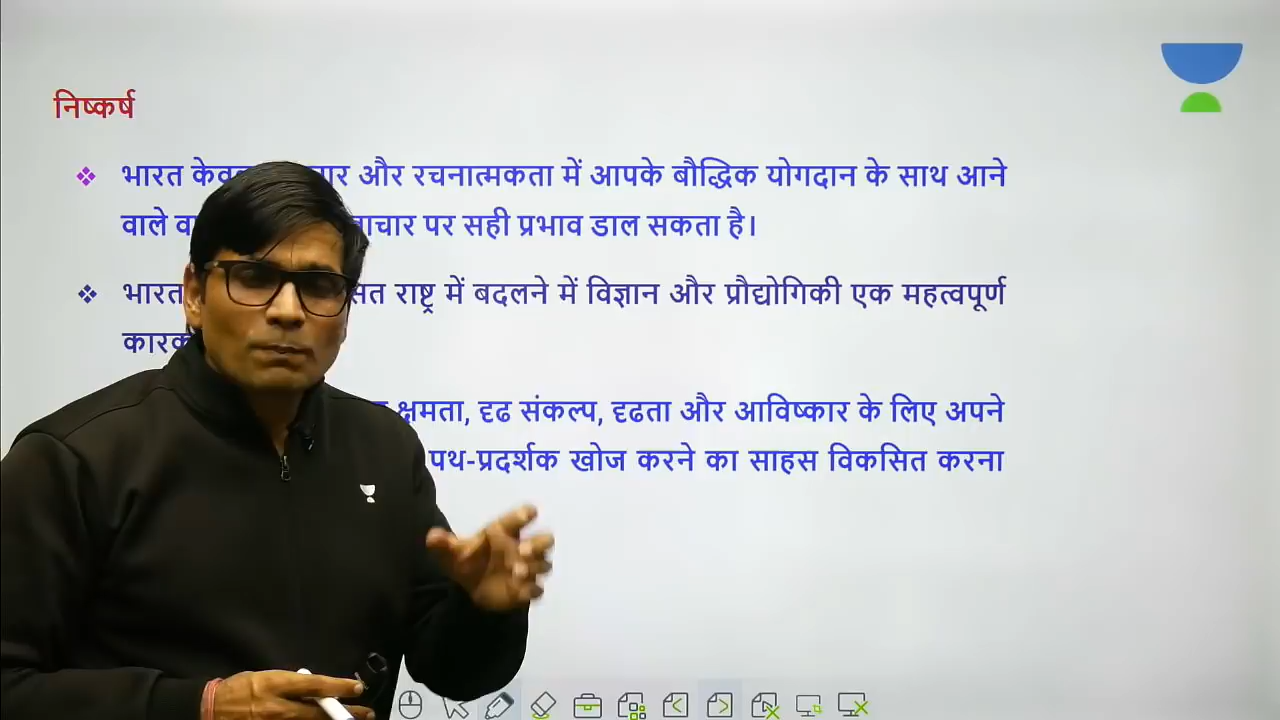 निष्कर्ष
भारत और रचनात्मकता में आपके बौद्धिक योगदान के साथ आने
वाले पर सही प्रभाव डाल सकता है।
भारत राष्ट्र में बदलने में विज्ञान और प्रौद्योगिकी एक महत्वपूर्ण
क्षमता, दृढ संकल्प, दृढता और आविष्कार के लिए अपने
पथ-प्रदर्शक खोज करने का साहस विकसित करना